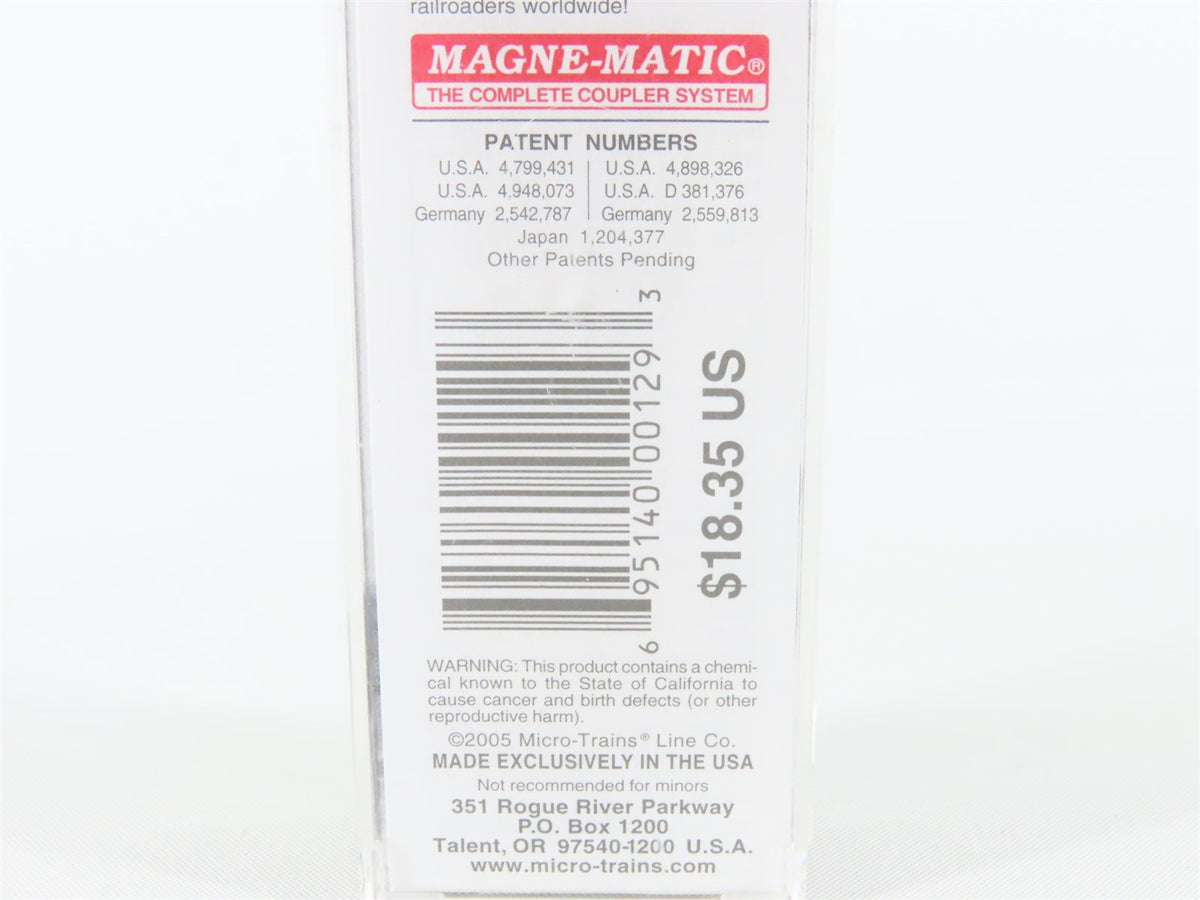 railroaders worldwide!
MAGNE-MATIC®
THE COMPLETE COUPLER SYSTEM
PATENT NUMBERS
U.S.A. 4,799,431 | U.S.A. 4,898,326
U.S.A. 4,948,073 | U.S.A. D 381,376
Germany 2,542,787 | Germany 2,559,813
Japan 1,204,377
Other Patents Pending
6 95140 00129 3
$18.35 US
WARNING: This product contains a chemi-
cal known to the State of California to
cause cancer and birth defects (or other
reproductive harm).
©2005 Micro-Trains® Line Co.
MADE EXCLUSIVELY IN THE USA
Not recommended for minors
351 Rogue River Parkway
P.O. Box 1200
Talent, OR 97540-1200 U.S.A.
www.micro-trains.com